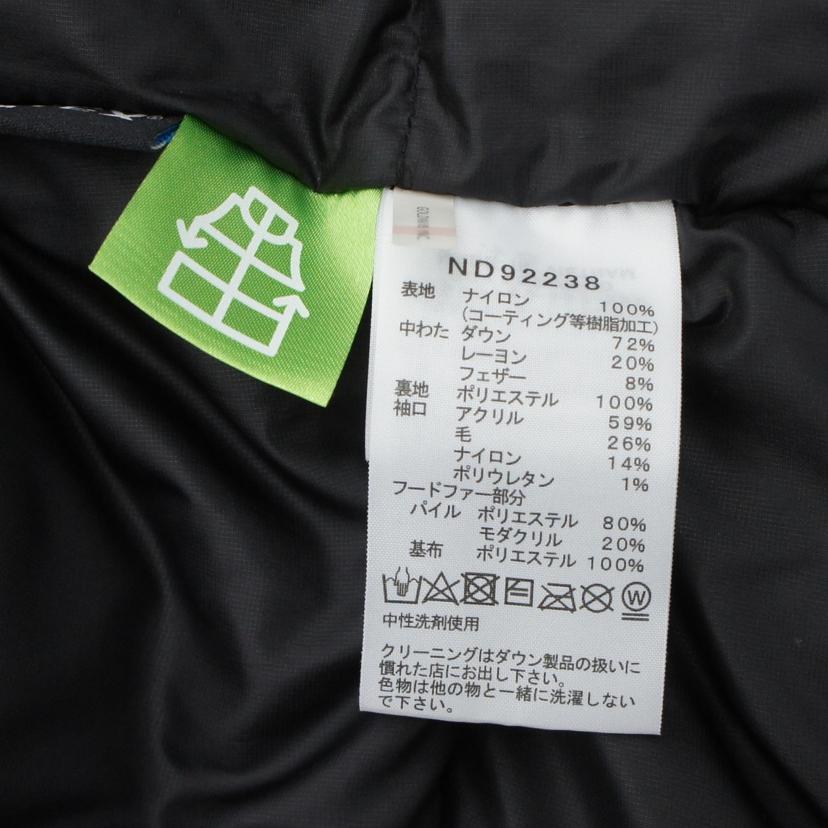 GOLDWIN INC.
ND92238
表地 ナイロン 100%
(コーティング等樹脂加工)
中わた ダウン 72%
レーヨン 20%
フェザー 8%
裏地 ポリエステル 100%
袖口 アクリル 59%
毛 26%
ナイロン 14%
ポリウレタン 1%
フードファー部分
パイル ポリエステル 80%
モダクリル 20%
基布 ポリエステル 100%
W
中性洗剤使用
クリーニングはダウン製品の扱いに
慣れた店にお出し下さい。
色物は他の物と一緒に洗濯しない
で下さい。